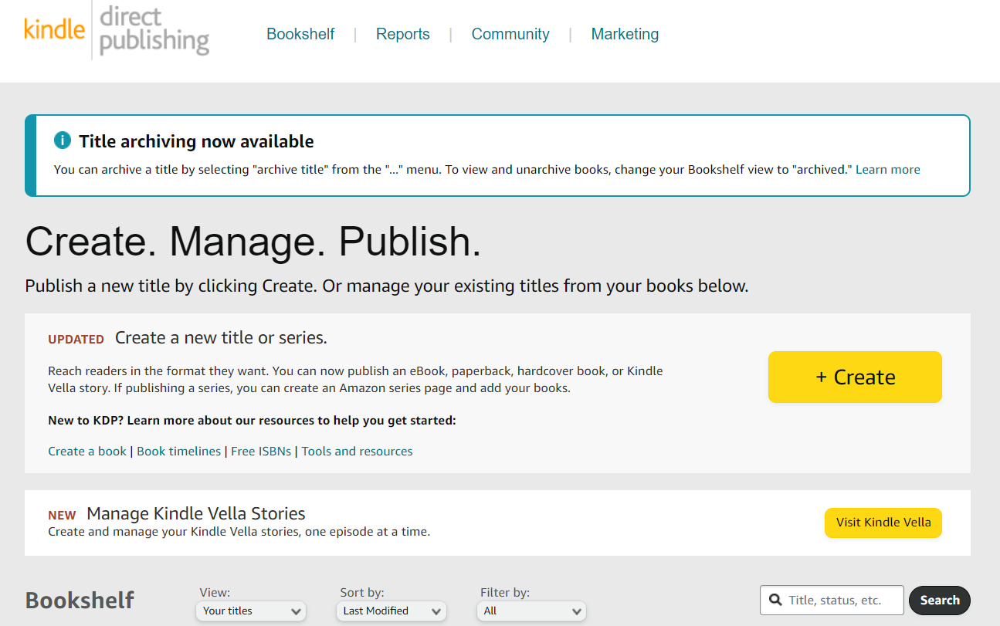 kindle direct publishing
Bookshelf | Reports | Community | Marketing
Title archiving now available
You can archive a title by selecting "archive title" from the "..." menu. To view and unarchive books, change your Bookshelf view to "archived." Learn more
Create. Manage. Publish.
Publish a new title by clicking Create. Or manage your existing titles from your books below.
UPDATED Create a new title or series.
Reach readers in the format they want. You can now publish an eBook, paperback, hardcover book, or Kindle
Vella story. If publishing a series, you can create an Amazon series page and add your books.
+ Create
New to KDP? Learn more about our resources to help you get started:
Create a book | Book timelines | Free ISBNs | Tools and resources
NEW Manage Kindle Vella Stories
Create and manage your Kindle Vella stories, one episode at a time.
Visit Kindle Vella
Bookshelf
View:
Your titles
Sort by:
Last Modified
Filter by:
All
Title, status, etc.
Search